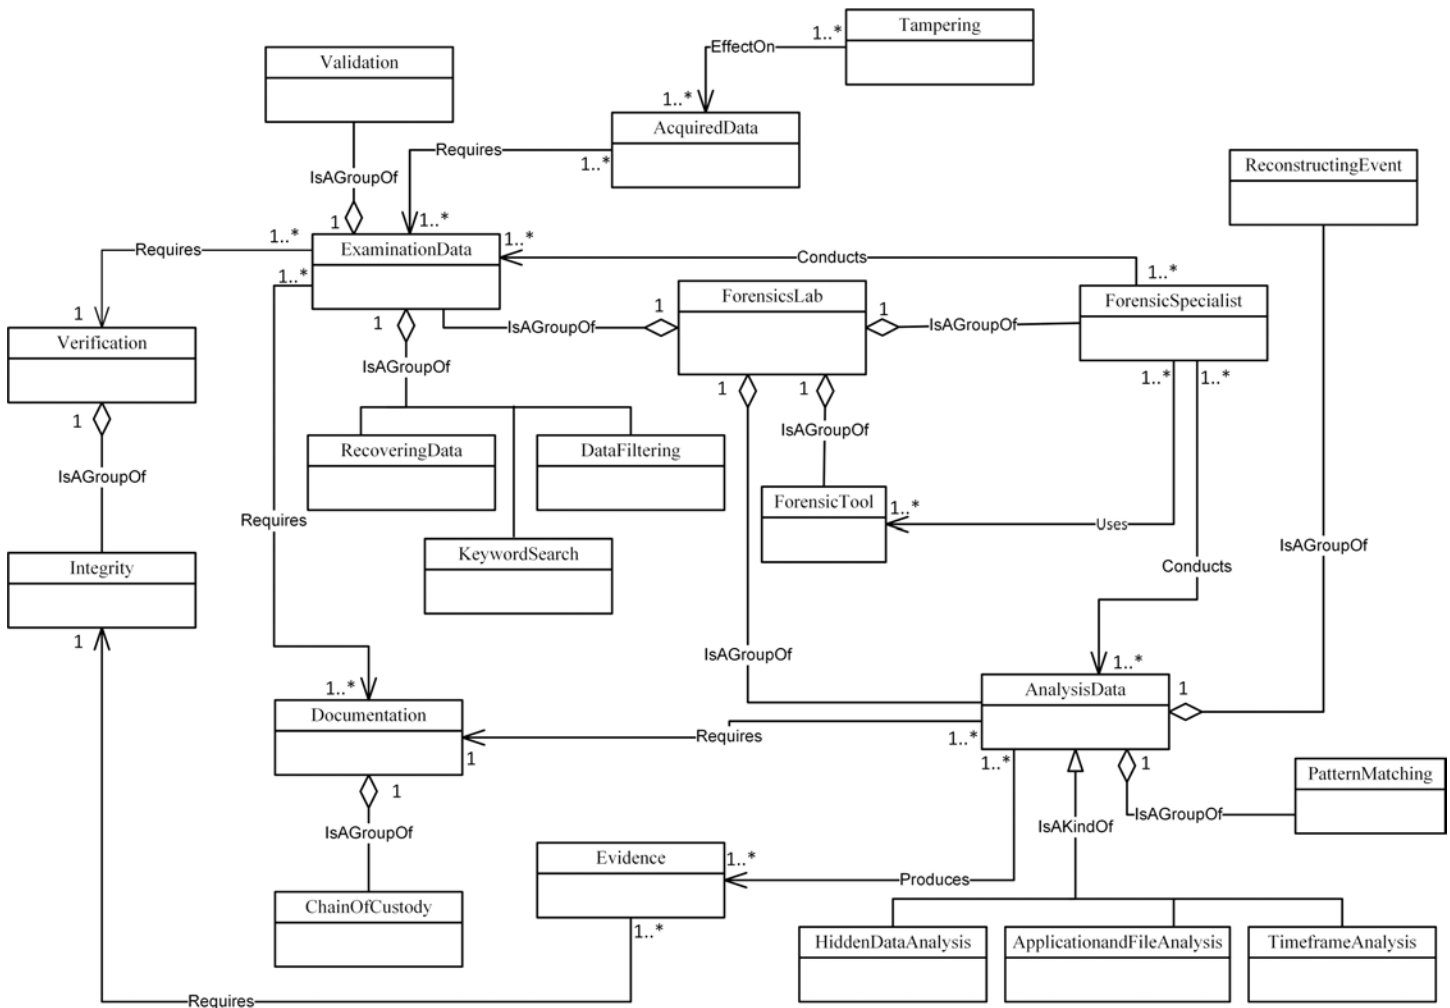 Tampering
1..*
EffectOn
Validation
1..*
AcquiredData
Requires
1..*
ReconstructingEvent
IsAGroupOf
1
1..*
1..*
1..*
Requires
ExaminationData
Conducts
1..*
1..*
ForensicsLab
ForensicSpecialist
1
1
1
IsAGroupOf
1
IsAGroupOf
Verification
IsAGroupOf
1..*
1..*
1
1
1
IsAGroupOf
RecoveringData
DataFiltering
IsAGroupOf
ForensicTool
1..*
Requires
Uses
IsAGroupOf
KeywordSearch
Integrity
Conducts
1
IsAGroupOf
1..*
1..*
AnalysisData
1
Documentation
Requires
1..*
1
1..*
1
PatternMatching
1
IsAGroupOf
IsAGroupOf
IsAKindOf
Evidence
1..*
Produces
ChainOfCustody
1..*
HiddenDataAnalysis
ApplicationandFileAnalysis
TimeframeAnalysis
Requires